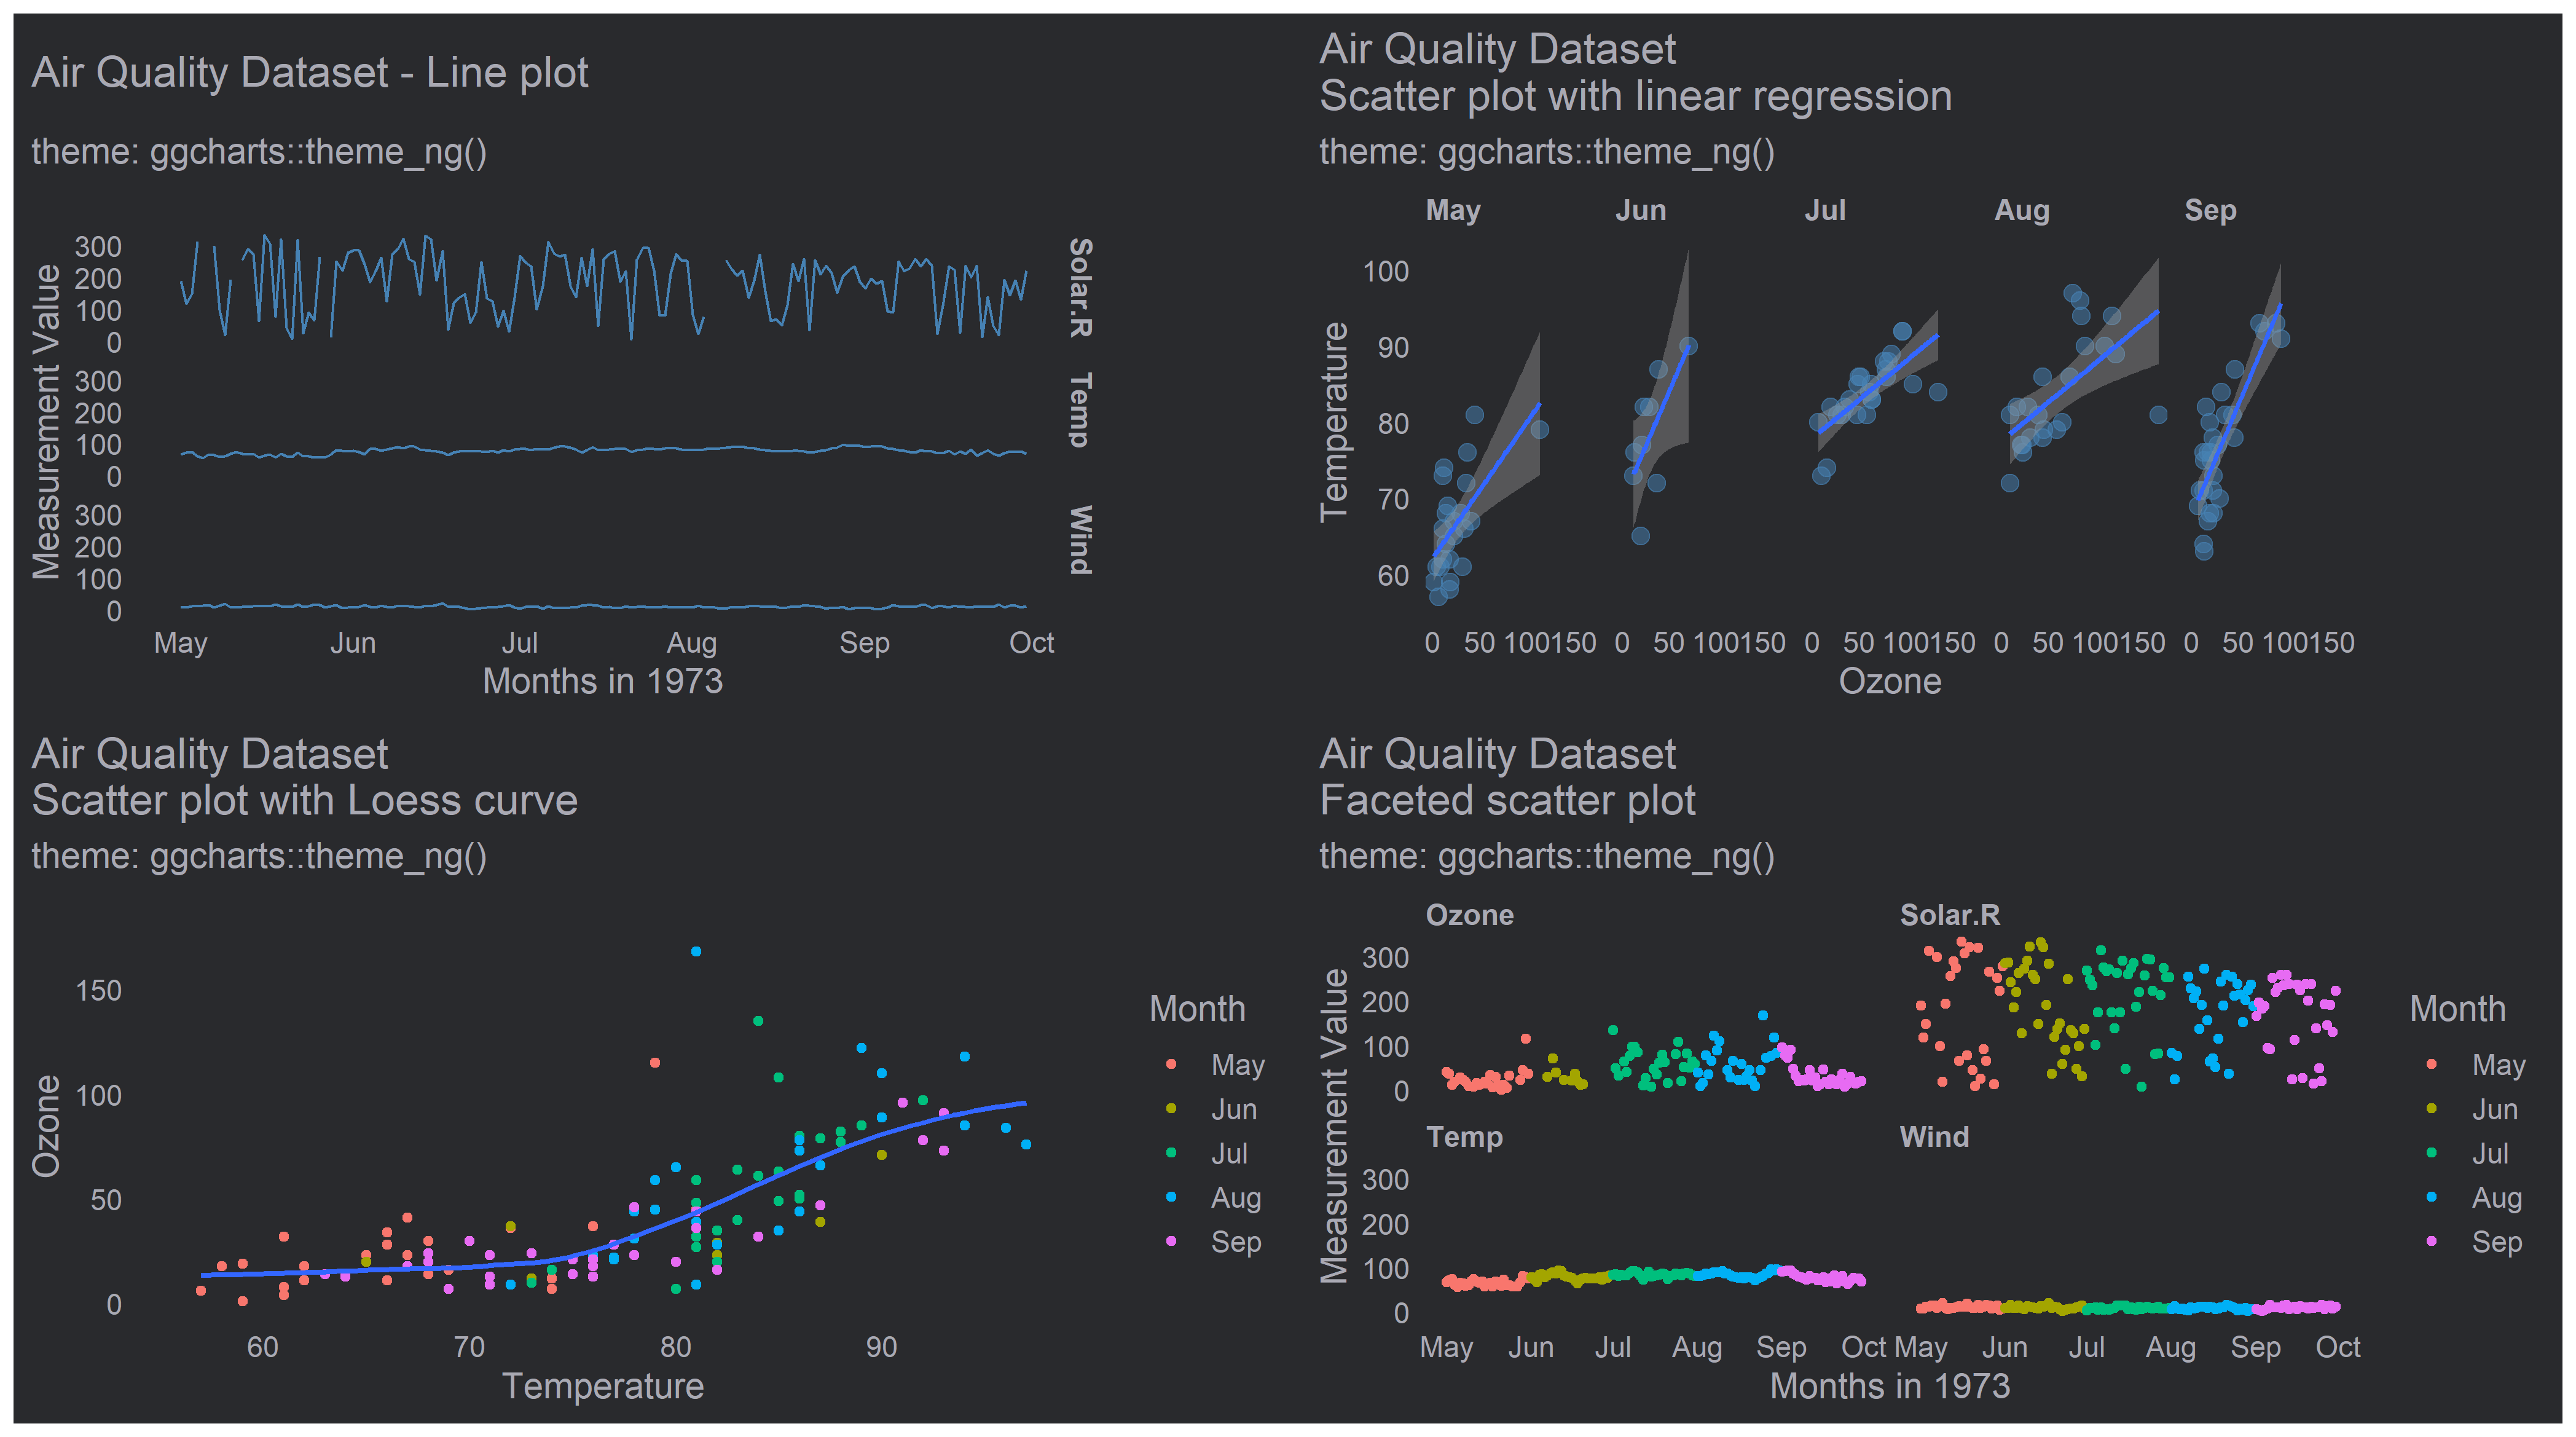 Air Quality Dataset - Line plot
theme: ggcharts::theme_ng()
Measurement Value
300
200
100
0
Solar.R
300
200
100
0
Temp
300
200
100
0
Wind
May Jun Jul Aug Sep Oct
Months in 1973
Air Quality Dataset
Scatter plot with linear regression
theme: ggcharts::theme_ng()
May Jun Jul Aug Sep
Temperature
100
90
80
70
60
0 50 100150 0 50 100150 0 50 100150 0 50 100150 0 50 100150
Ozone
Air Quality Dataset
Scatter plot with Loess curve
theme: ggcharts::theme_ng()
Ozone
150
100
50
0
60 70 80 90
Temperature
Month
May
Jun
Jul
Aug
Sep
Air Quality Dataset
Faceted scatter plot
theme: ggcharts::theme_ng()
Ozone Solar.R
Measurement Value
300
200
100
0
Temp Wind
300
200
100
0
May Jun Jul Aug Sep Oct May Jun Jul Aug Sep Oct
Months in 1973
Month
May
Jun
Jul
Aug
Sep